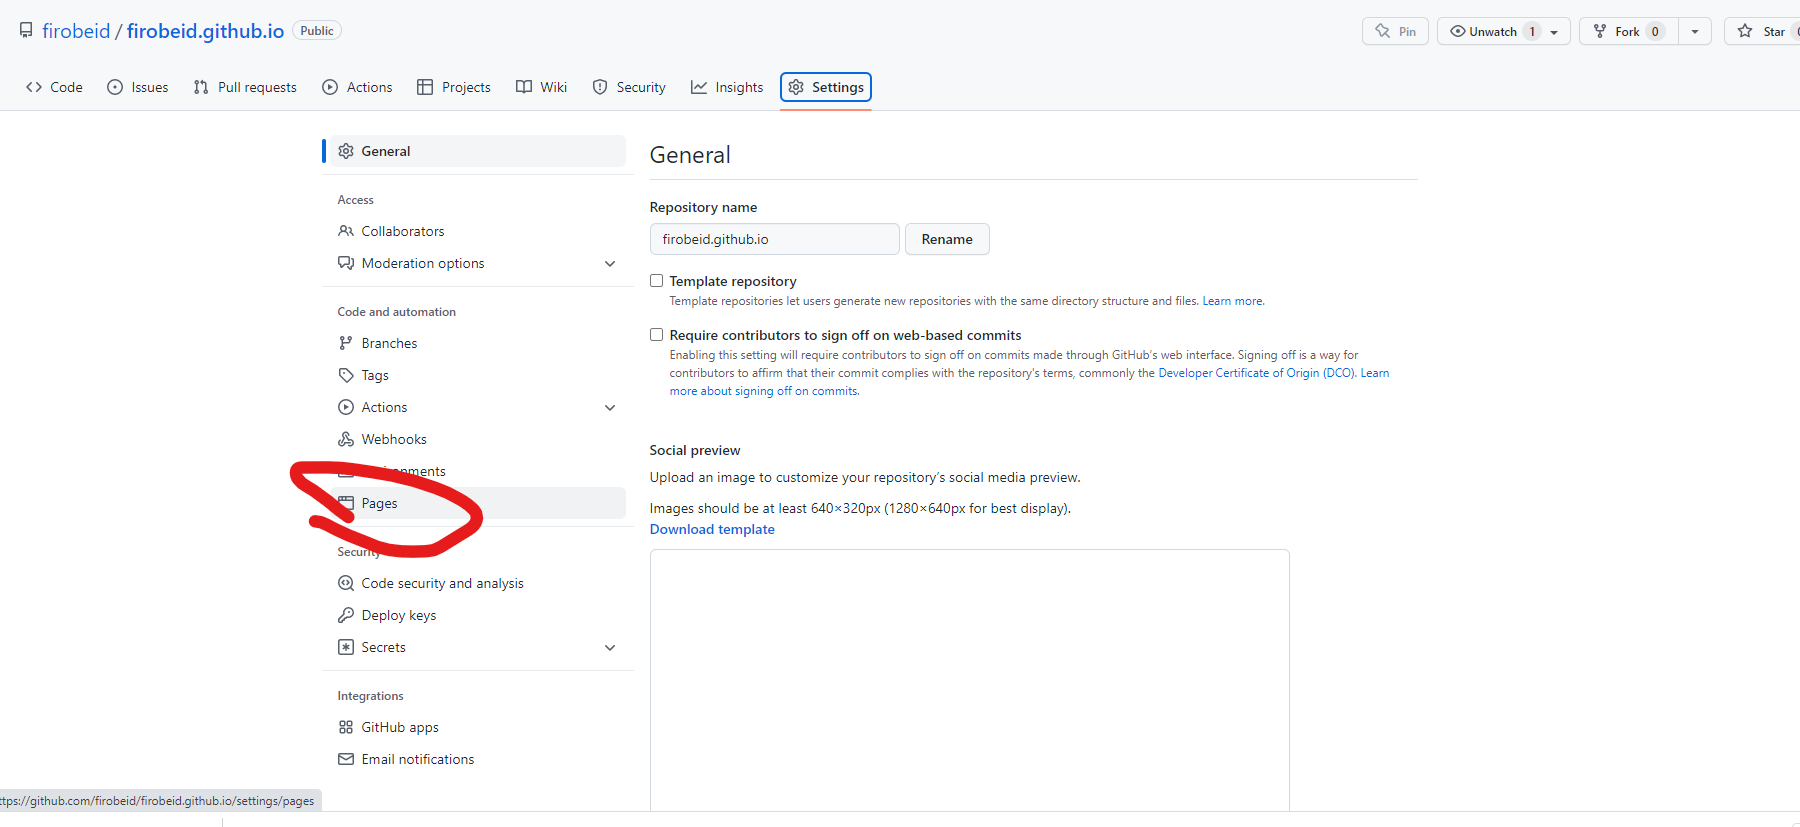 firobeid / firobeid.github.io Public
Pin Unwatch 1 Fork 0 Star
Code Issues Pull requests Actions Projects Wiki Security Insights Settings
General
Access
Collaborators
Moderation options
Code and automation
Branches
Tags
Actions
Webhooks
Pages
Security
Code security and analysis
Deploy keys
Secrets
Integrations
GitHub apps
Email notifications
General
Repository name
firobeid.github.io Rename
Template repository
Template repositories let users generate new repositories with the same directory structure and files. Learn more.
Require contributors to sign off on web-based commits
Enabling this setting will require contributors to sign off on commits made through GitHub's web interface. Signing off is a way for
contributors to affirm that their commit complies with the repository's terms, commonly the Developer Certificate of Origin (DCO). Learn
more about signing off on commits.
Social preview
Upload an image to customize your repository's social media preview.
Images should be at least 640×320px (1280×640px for best display).
Download template
ttps://github.com/firobeid/firobeid.github.io/settings/pages